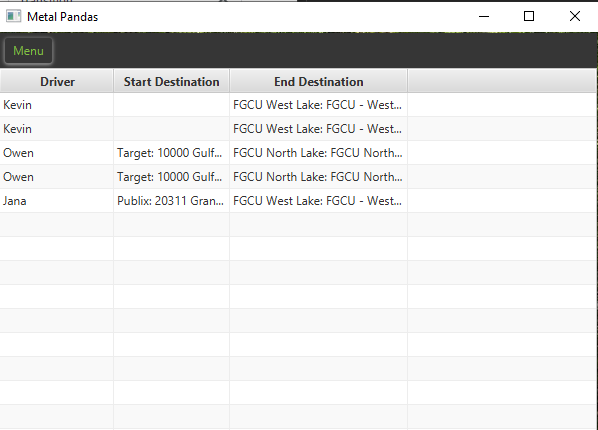 Metal Pandas
Menu
Driver Start Destination End Destination
Kevin FGCU West Lake: FGCU - West...
Kevin FGCU West Lake: FGCU - West...
Owen Target: 10000 Gulf... FGCU North Lake: FGCU North...
Owen Target: 10000 Gulf... FGCU North Lake: FGCU North...
Jana Publix: 20311 Gran... FGCU West Lake: FGCU - West...